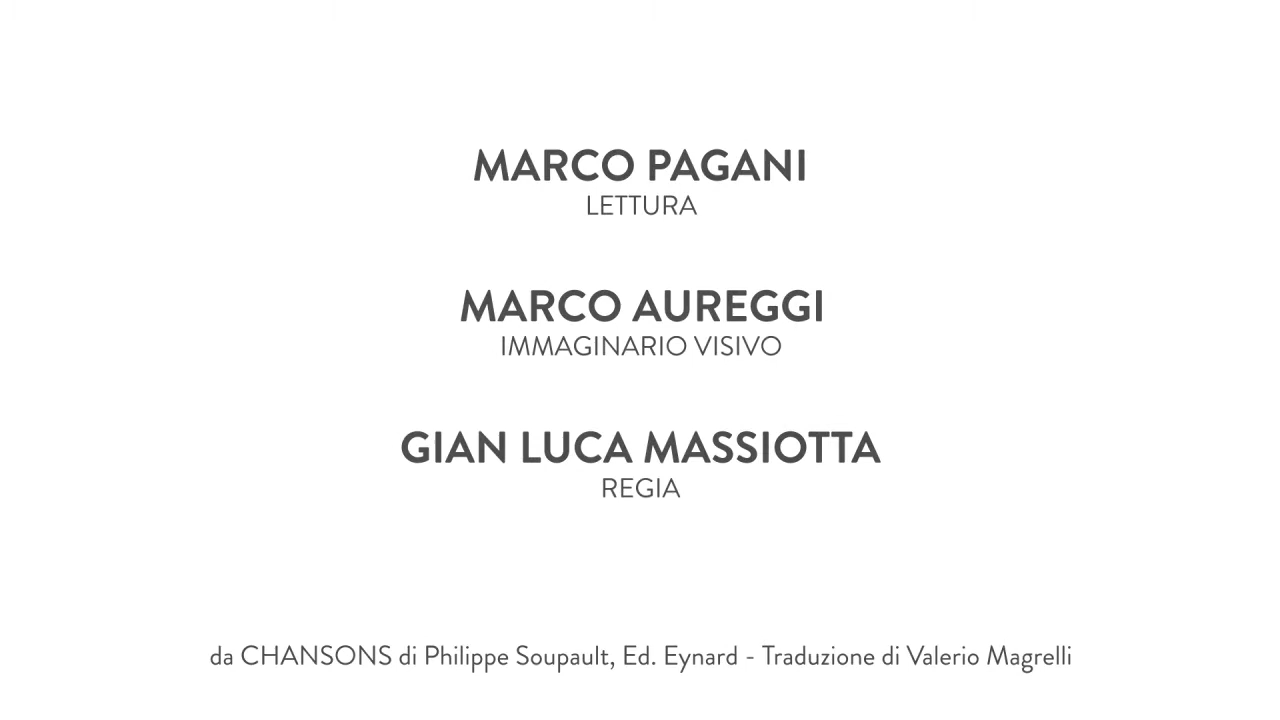 MARCO PAGANI
LETTURA
MARCO AUREGGI
IMMAGINARIO VISIVO
GIAN LUCA MASSIOTTA
REGIA
da CHANSONS di Philippe Soupault, Ed. Eynard - Traduzione di Valerio Magrelli